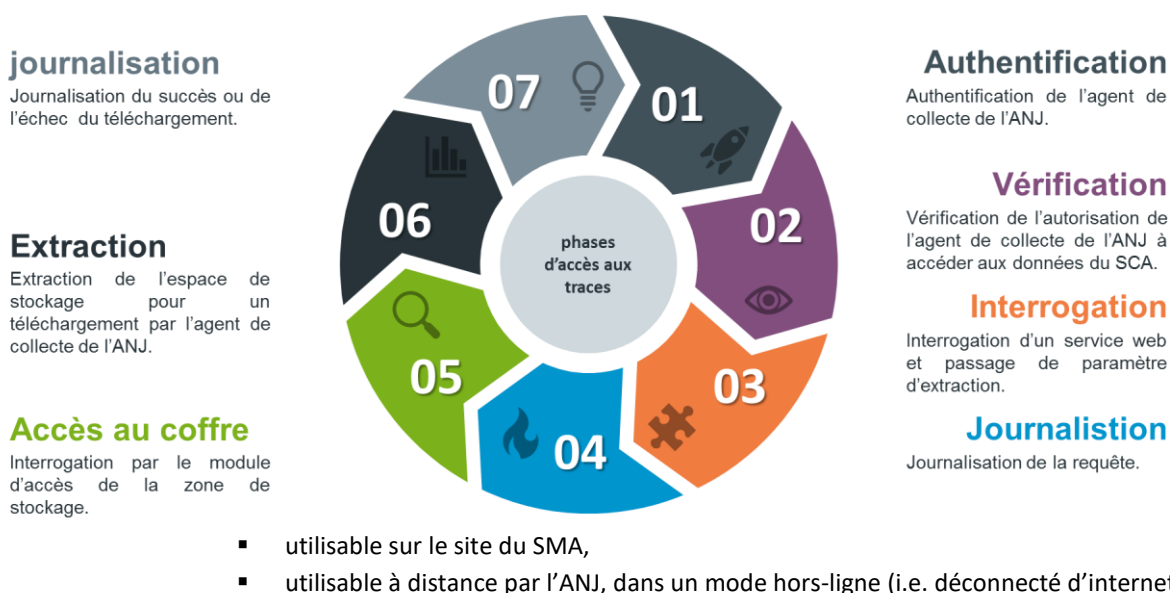 journalisation
Journalisation du succès ou de
l'échec du téléchargement.
07
01
Authentification
Authentification de l'agent de
collecte de l'ANJ.
Vérification
Vérification de l'autorisation de
l'agent de collecte de l'ANJ à
accéder aux données du SCA.
02
06
Extraction
Extraction de l'espace de
stockage pour un
téléchargement par l'agent de
collecte de l'ANJ.
phases
d'accès aux
traces
Interrogation
Interrogation d'un service web
et passage de paramètre
d'extraction.
03
05
04
Accès au coffre
Interrogation par le module
d'accès de la zone de
stockage.
Journalistion
Journalisation de la requête.
▪ utilisable sur le site du SMA,
▪ utilisable à distance par l'ANJ, dans un mode hors-ligne (i.e. déconnecté d'internet